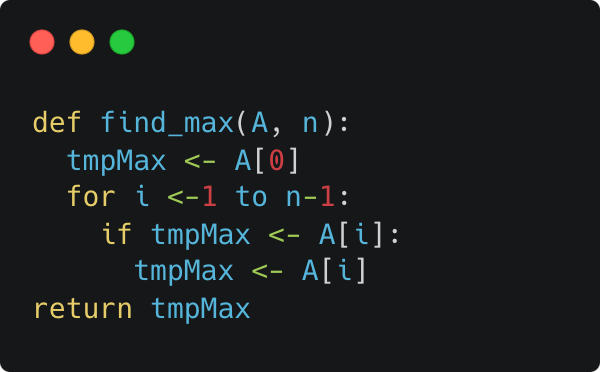 def find_max(A, n):
  tmpMax <- A[0]
  for i <-1 to n-1:
    if tmpMax <- A[i]:
      tmpMax <- A[i]
return tmpMax